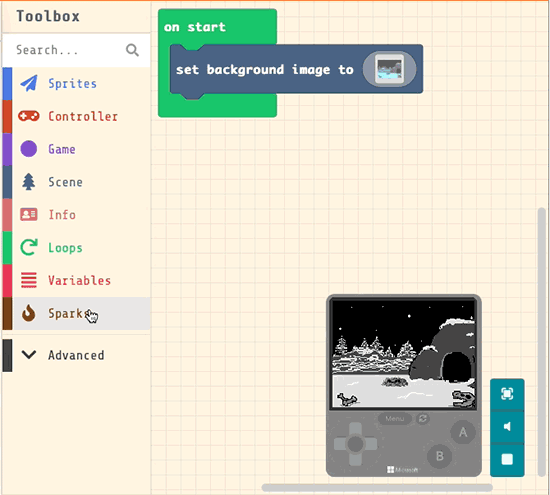 Toolbox
Search...
Sprites
Controller
Game
Scene
Info
Loops
Variables
Spark
Advanced
on start
set background image to
Menu
A
B
Microsoft